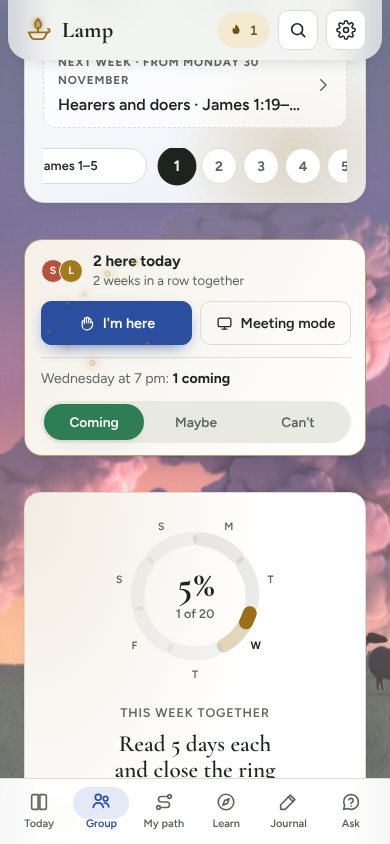 Lamp
1
NEXT WEEK · FROM MONDAY 30
NOVEMBER
Hearers and doers · James 1:19–…
ames 1–5
1
2
3
4
5
S
L
2 here today
2 weeks in a row together
I'm here
Meeting mode
Wednesday at 7 pm: 1 coming
Coming
Maybe
Can't
S
M
S
T
5%
1 of 20
F
W
T
THIS WEEK TOGETHER
Read 5 days each
and close the ring
Today
Group
My path
Learn
Journal
Ask